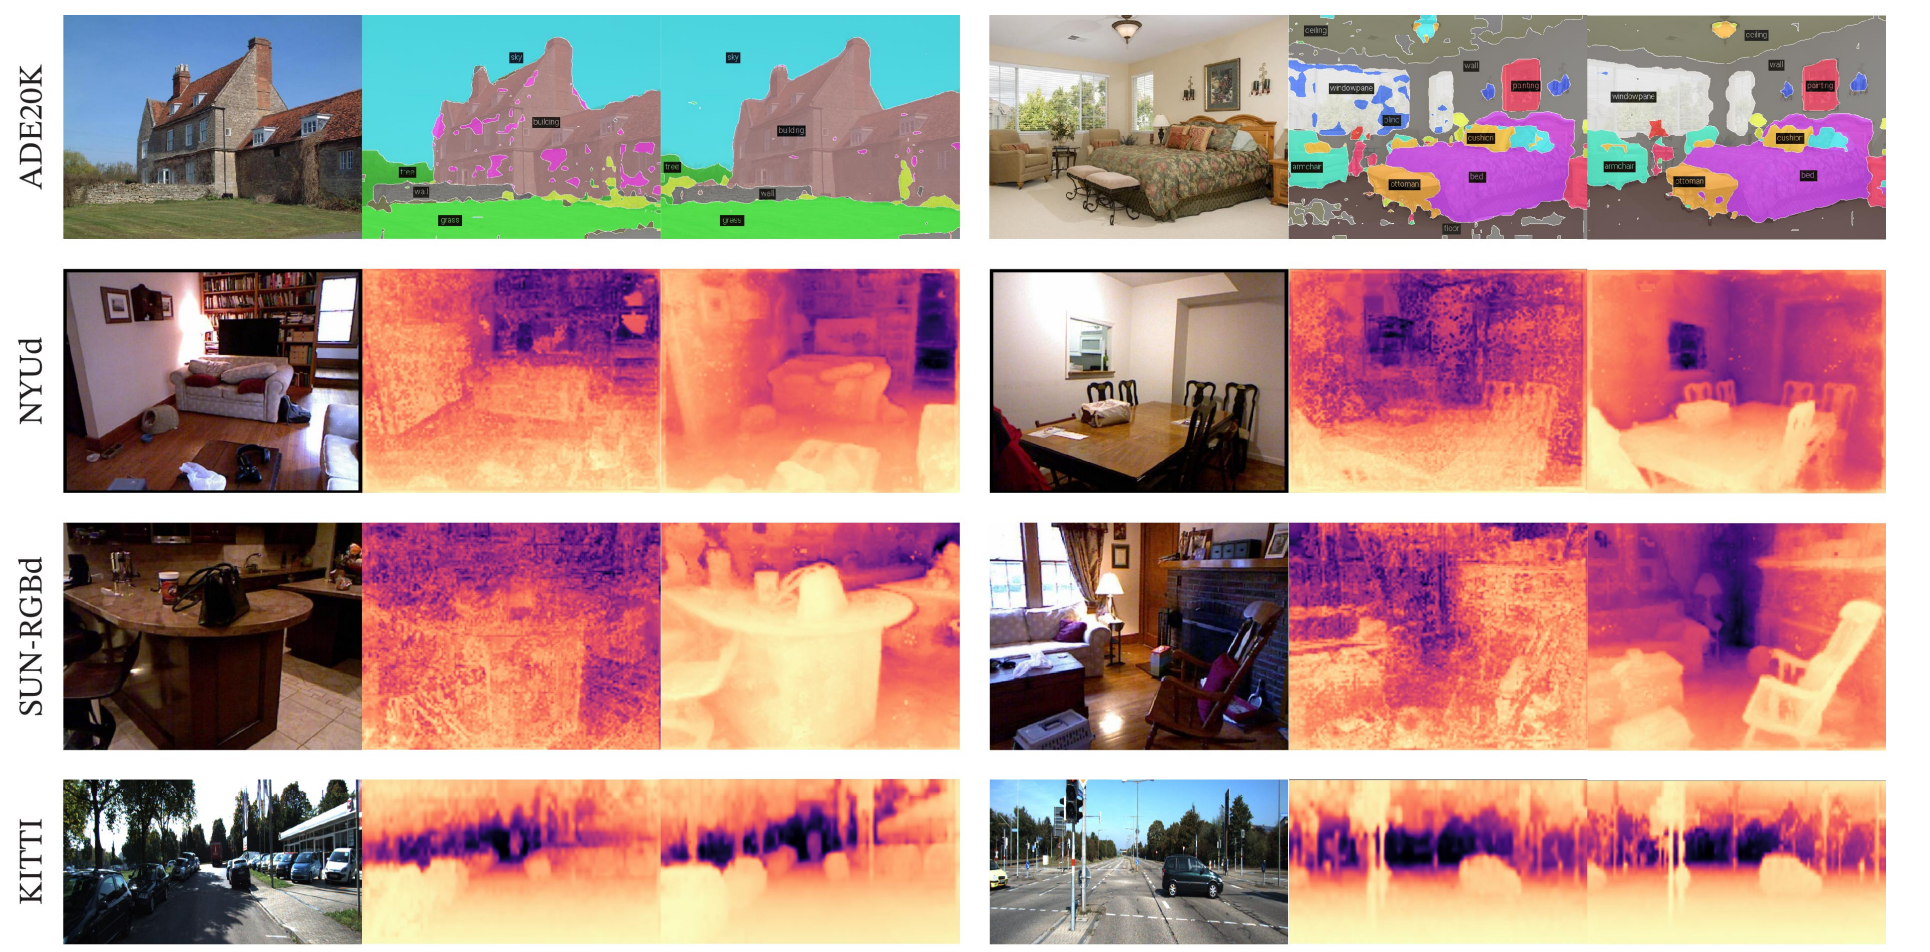 ADE20K
sky
building
tree
wall
grass
sky
building
tree
wall
grass
ceiling
wall
painting
windowpane
blind
cushion
armchair
bed
ottoman
floor
ceiling
wall
painting
windowpane
cushion
armchair
bed
ottoman
NYUd
SUN-RGBd
KITTI